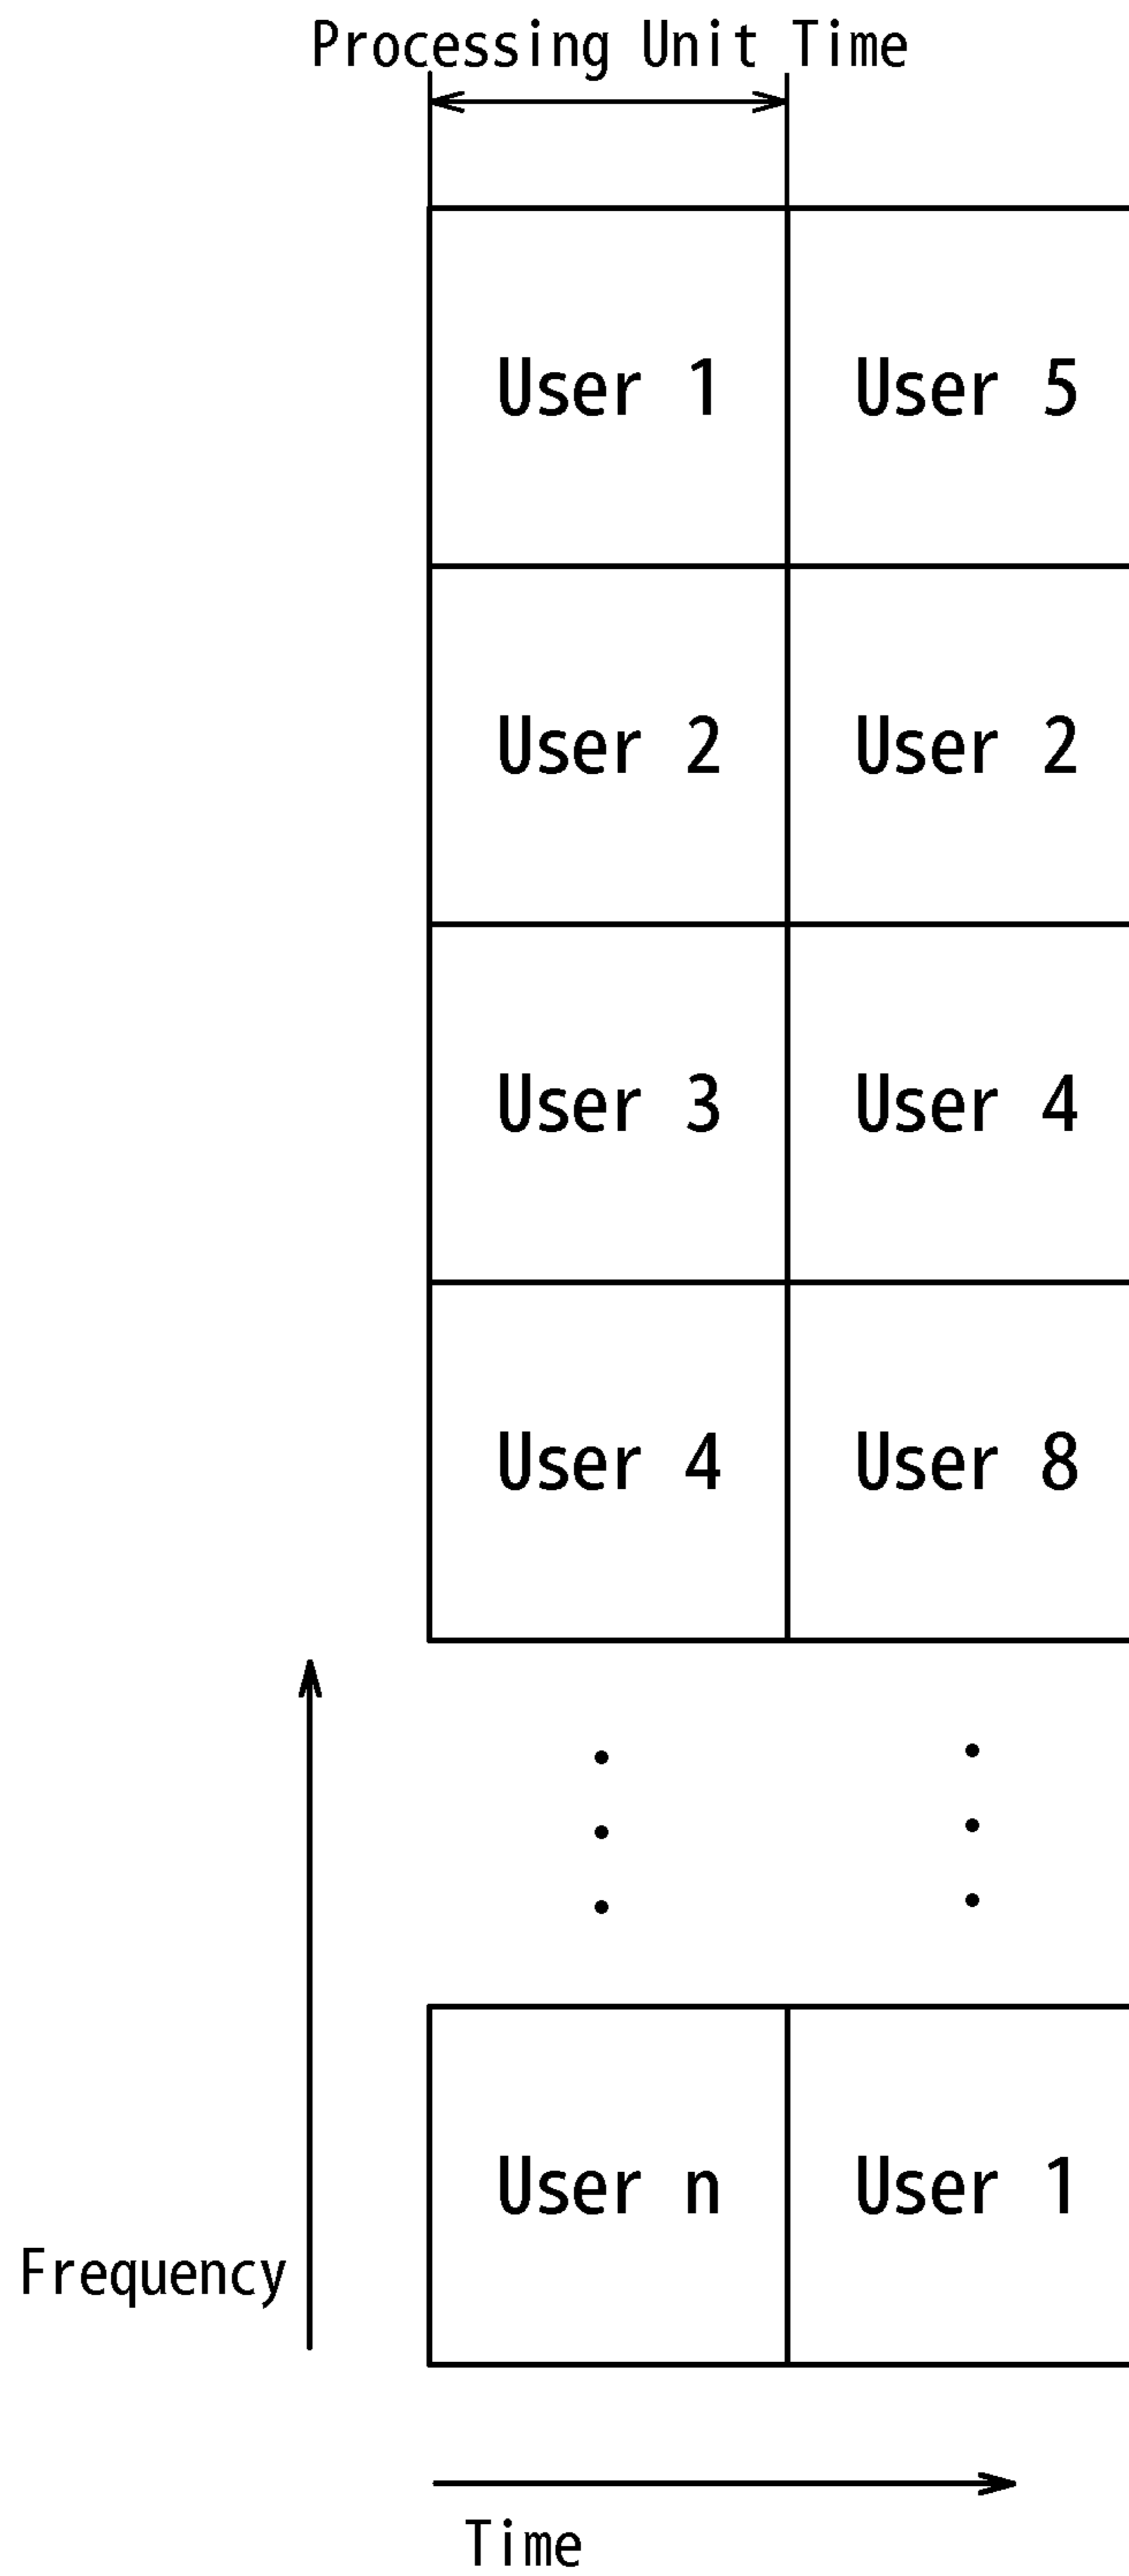 Processing Unit Time
User 1 User 5
User 2 User 2
User 3 User 4
User 4 User 8
User n User 1
Frequency
Time